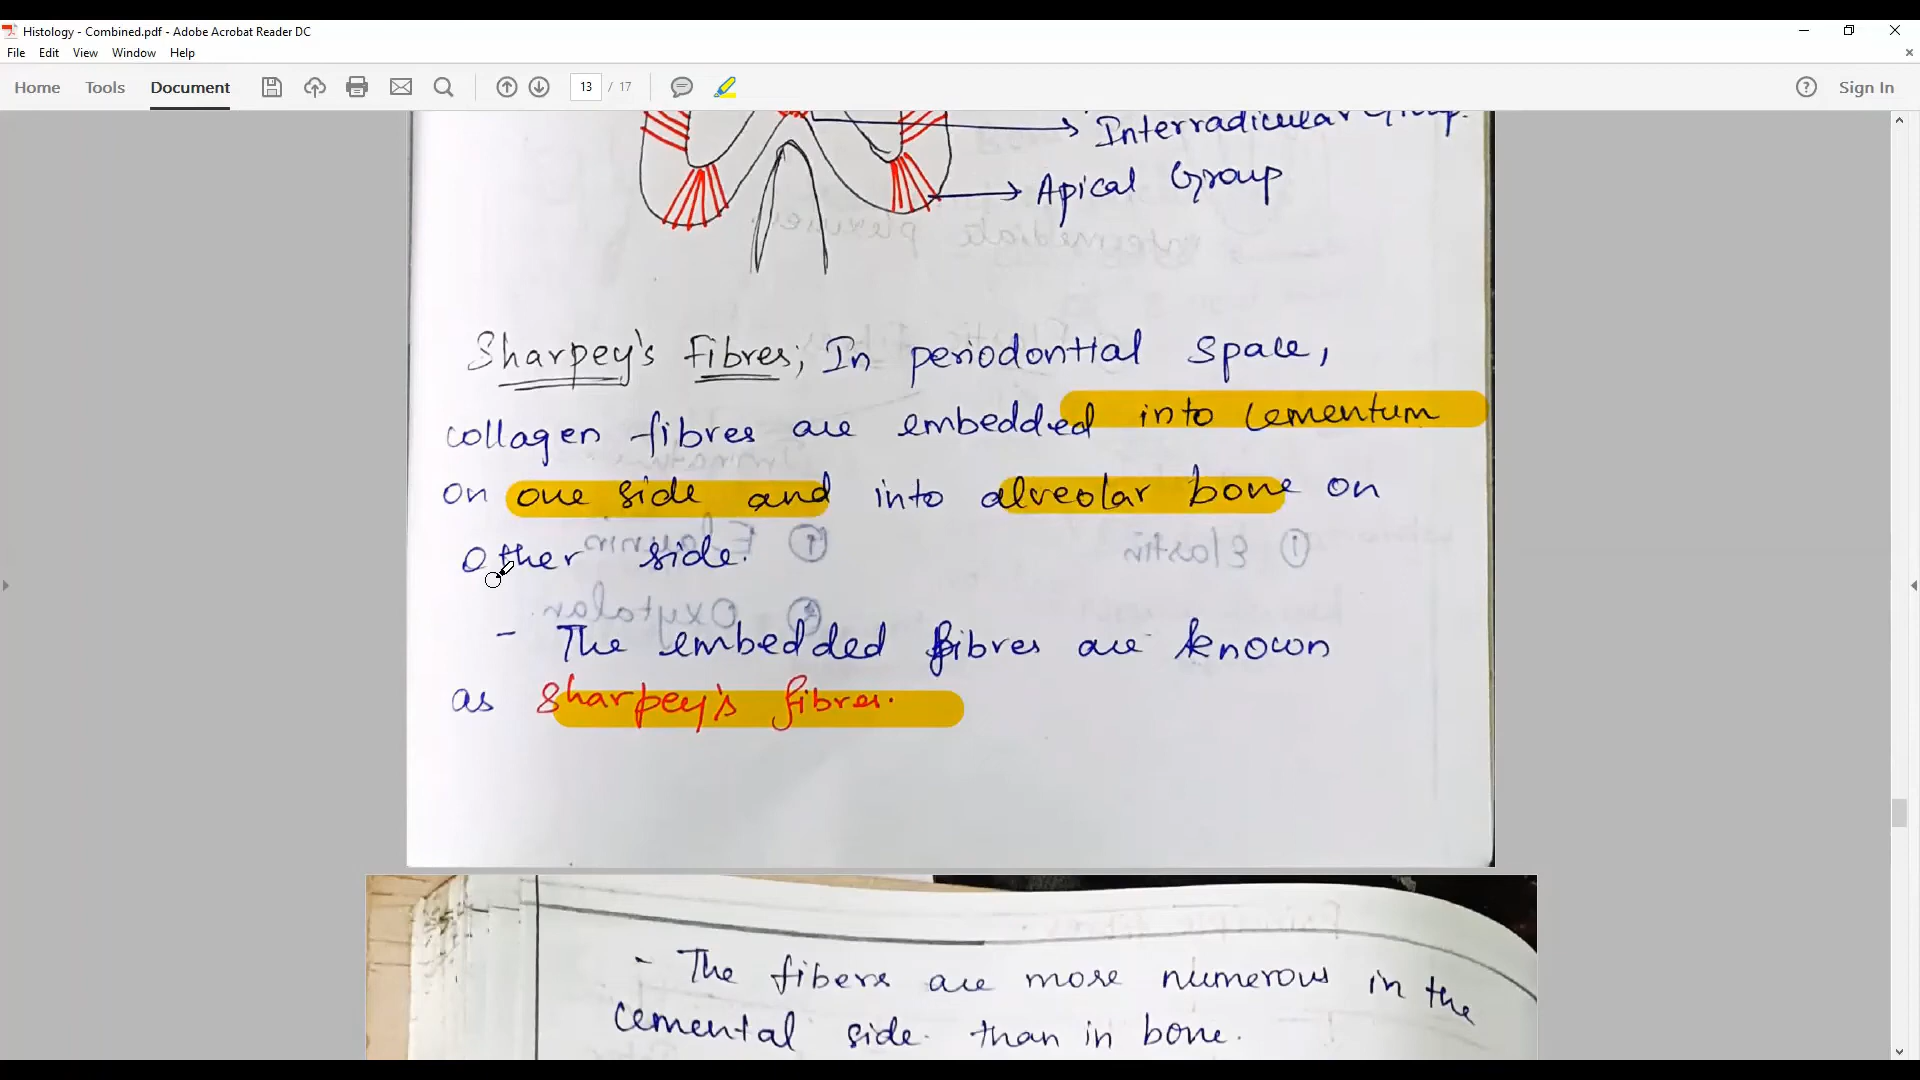 Histology - Combined.pdf - Adobe Acrobat Reader DC
File Edit View Window Help
Home Tools Document 13 / 17 Sign In
Interradicular Group.
Apical Group
Sharpey's fibres; In periodontial space,
collagen fibres are embedded into cementum
on one side and into alveolar bone on
other side.
- The embedded fibres are known
as Sharpey's fibres.
- The fibers are more numerous in the
cemental side. than in bone.